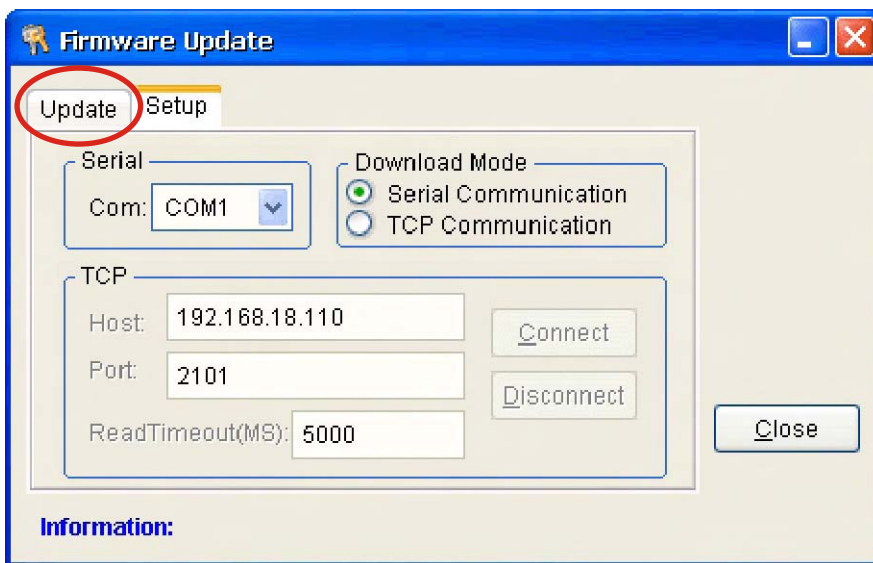 Firmware Update
Update Setup
Serial
Com: COM1
Download Mode
Serial Communication
TCP Communication
TCP
Host: 192.168.18.110
Port: 2101
ReadTimeout(MS): 5000
Connect
Disconnect
Close
Information: